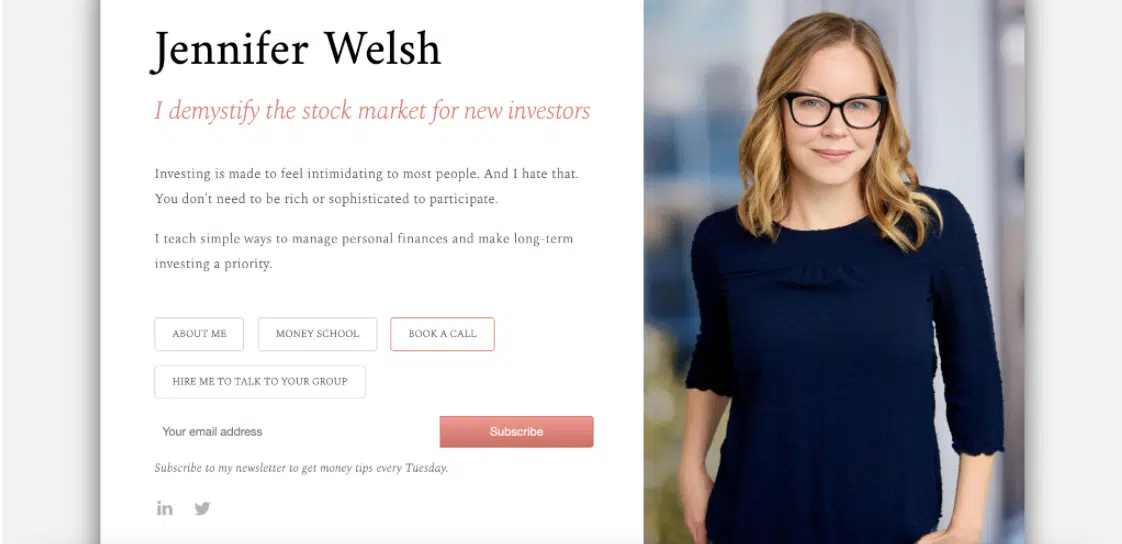 Jennifer Welsh
I demystify the stock market for new investors
Investing is made to feel intimidating to most people. And I hate that.
You don't need to be rich or sophisticated to participate.
I teach simple ways to manage personal finances and make long-term
investing a priority.
ABOUT ME
MONEY SCHOOL
BOOK A CALL
HIRE ME TO TALK TO YOUR GROUP
Your email address
Subscribe
Subscribe to my newsletter to get money tips every Tuesday.
in